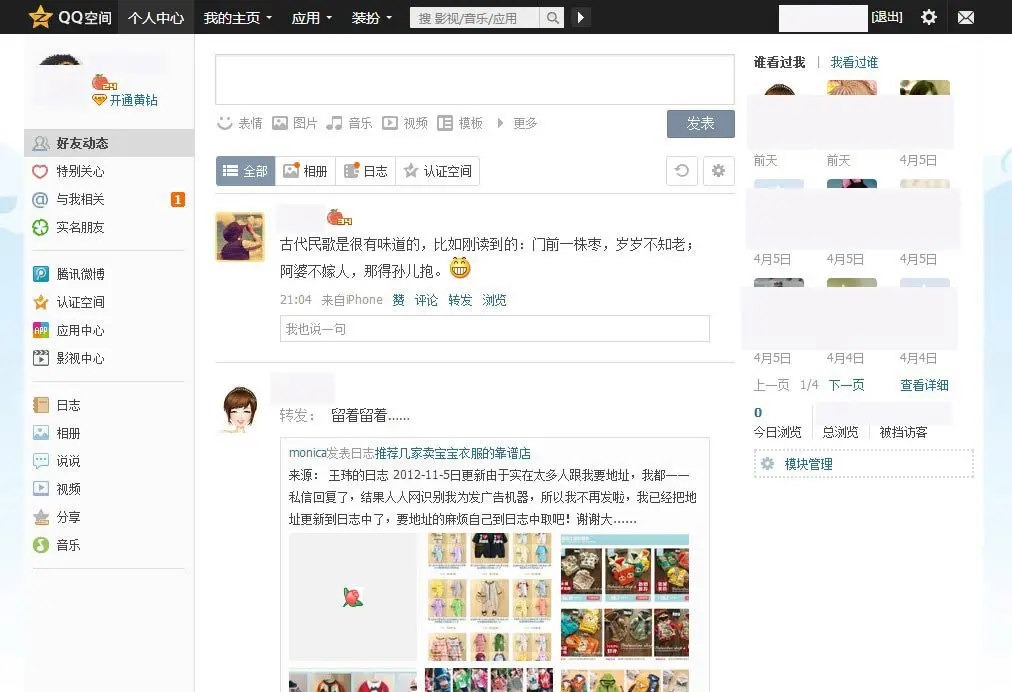 QQ空间 个人中心 我的主页 应用 装扮 搜 影视/音乐/应用 [退出]
开通黄钻
好友动态
特别关心
与我相关 1
实名朋友
腾讯微博
认证空间
应用中心
影视中心
日志
相册
说说
视频
分享
音乐
表情 图片 音乐 视频 模板 更多 发表
全部 相册 日志 认证空间
古代民歌是很有味道的，比如刚读到的：门前一株枣，岁岁不知老；
阿婆不嫁人，那得孙儿抱。
21:04 来自iPhone 赞 评论 转发 浏览
我也说一句
转发： 留着留着......
monica发表日志推荐几家卖宝宝衣服的靠谱店
来源： 王玮的日志 2012-11-5日更新由于实在太多人跟我要地址，我都一一
私信回复了，结果人人网识别我为发广告机器，所以我不再发啦，我已经把地
址更新到日志中了，要地址的麻烦自己到日志中取吧！谢谢大......
谁看过我 | 我看过谁
前天 前天 4月5日
4月5日 4月5日 4月5日
4月5日 4月4日 4月4日
上一页 1/4 下一页 查看详细
0
今日浏览 总浏览 被挡访客
模块管理